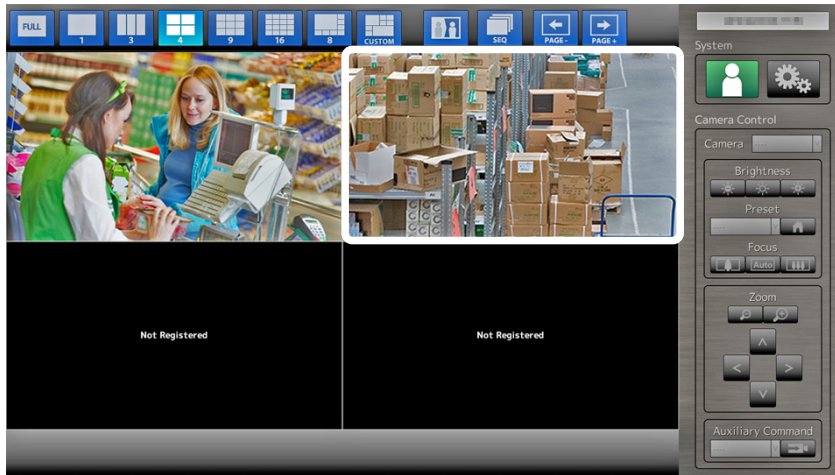 FULL
1
3
4
9
16
8
CUSTOM
SEQ
PAGE-
PAGE+
System
Camera Control
Camera
Brightness
Preset
Focus
Auto
Zoom
Not Registered
Not Registered
Auxiliary Command